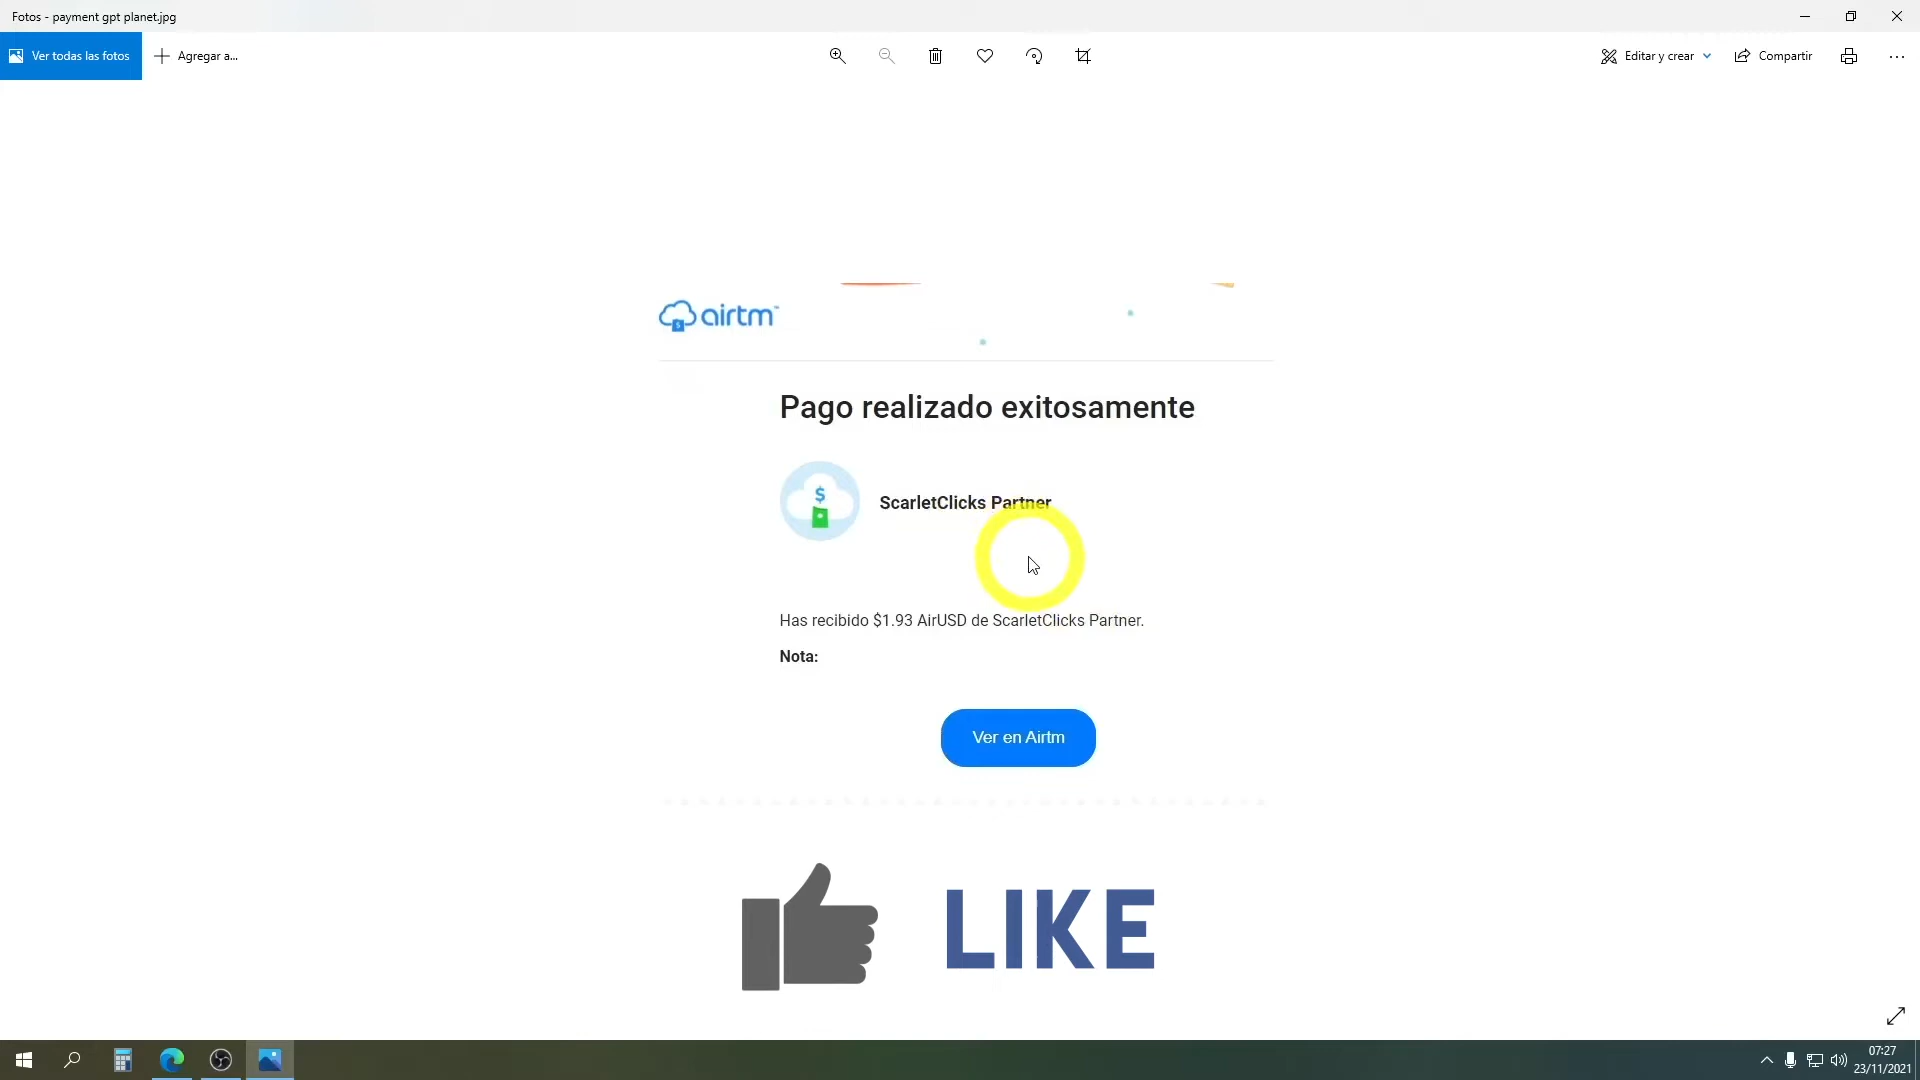 Fotos - payment gpt planet.jpg
Ver todas las fotos
Agregar a...
Editar y crear
Compartir
airtm™
Pago realizado exitosamente
$
ScarletClicks Partner
Has recibido $1.93 AirUSD de ScarletClicks Partner.
Nota:
Ver en Airtm
LIKE
07:27
23/11/2021